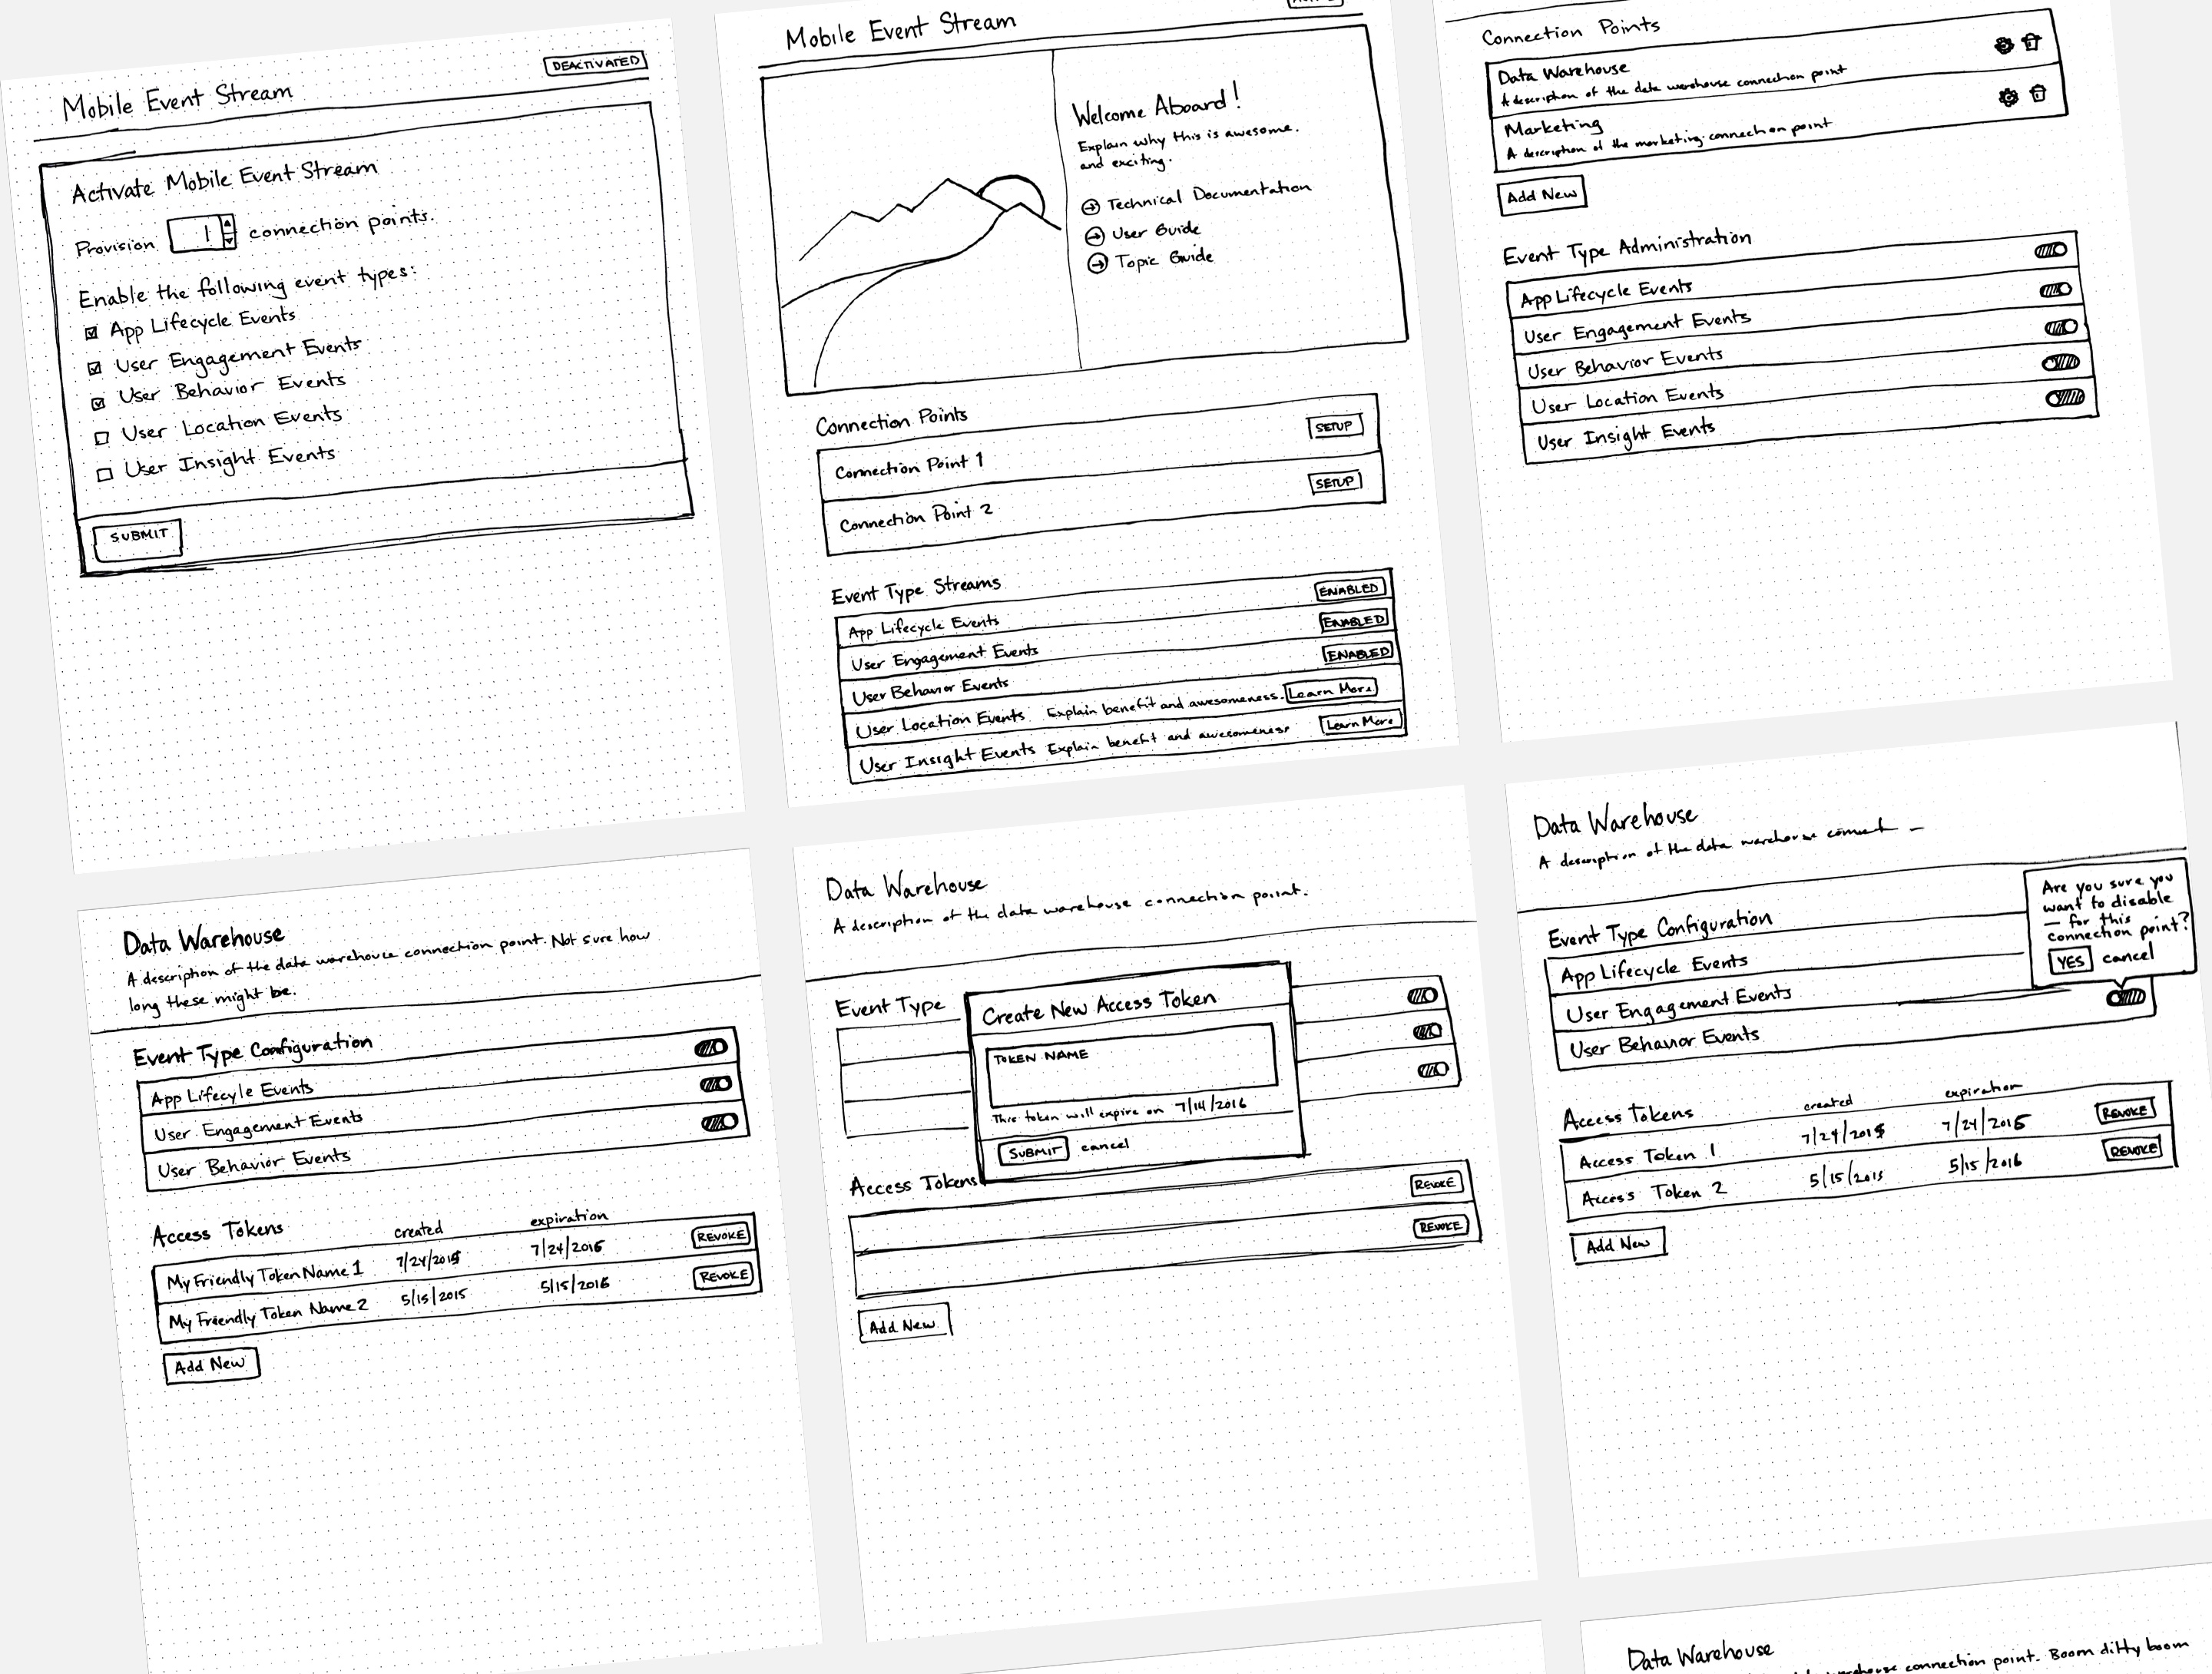 Mobile Event Stream
DEACTIVATED
Activate Mobile Event Stream
Provision 1 connection points.
Enable the following event types:
App Lifecycle Events
User Engagement Events
User Behavior Events
User Location Events
User Insight Events
SUBMIT
Mobile Event Stream
Welcome Aboard!
Explain why this is awesome.
and exciting.
Technical Documentation
User Guide
Topic Guide
Connection Points
Connection Point 1 SETUP
Connection Point 2 SETUP
Event Type Streams
App Lifecycle Events ENABLED
User Engagement Events ENABLED
User Behavior Events ENABLED
User Location Events Explain benefit and awesomeness. Learn More
User Insight Events Explain benefit and awesomeness Learn More
Connection Points
Data Warehouse
A description of the data warehouse connection point
Marketing
A description of the marketing connection point
Add New
Event Type Administration
App Lifecycle Events
User Engagement Events
User Behavior Events
User Location Events
User Insight Events
Data Warehouse
A description of the data warehouse connection point. Not sure how
long these might be.
Event Type Configuration
App Lifecyle Events
User Engagement Events
User Behavior Events
Access Tokens created expiration
My Friendly Token Name 1 7/24/2015 7/24/2016 REVOKE
My Friendly Token Name 2 5/15/2015 5/15/2016 REVOKE
Add New
Data Warehouse
A description of the data warehouse connection point.
Event Type
Create New Access Token
TOKEN NAME
This token will expire on 7/14/2016
SUBMIT cancel
Access Tokens
REVOKE
REVOKE
Add New
Data Warehouse
A description of the data warehouse
Are you sure you
want to disable
— for this
connection point?
YES cancel
Event Type Configuration
App Lifecycle Events
User Engagement Events
User Behavior Events
Access Tokens created expiration
Access Token 1 7/24/2015 7/24/2016 REVOKE
Access Token 2 5/15/2015 5/15/2016 REVOKE
Add New
Data Warehouse
connection point. Boom ditty boom